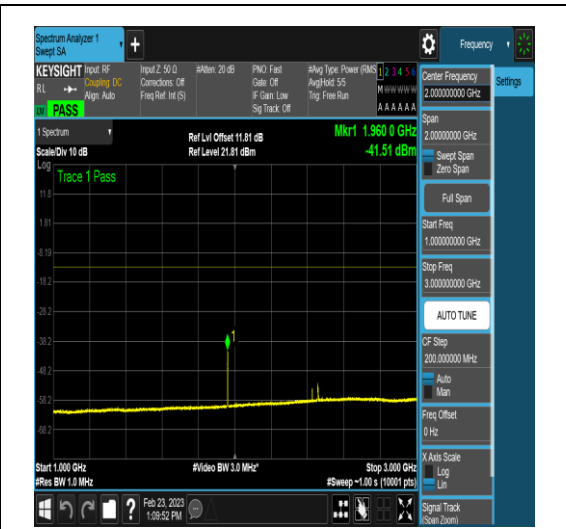 Spectrum Analyzer 1
Swept SA
+
Frequency
KEYSIGHT
RL
PASS
Input: RF
Coupling: DC
Align: Auto
Input Z: 50 Ω
Corrections: Off
Freq Ref: Int (S)
#Atten: 20 dB
PNO: Fast
Gate: Off
IF Gain: Low
Sig Track: Off
#Avg Type: Power (RMS
Avg|Hold: 5/5
Trig: Free Run
1 2 3 4 5 6
M W W W W W
A A A A A A
1 Spectrum
Scale/Div 10 dB
Ref Lvl Offset 11.81 dB
Ref Level 21.81 dBm
Mkr1 1.960 0 GHz
-41.51 dBm
Log
Trace 1 Pass
11.8
1.81
-8.19
-18.2
-28.2
-38.2
-48.2
-58.2
-68.2
1
Start 1.000 GHz
#Res BW 1.0 MHz
#Video BW 3.0 MHz*
Stop 3.000 GHz
#Sweep ~1.00 s (10001 pts)
Feb 23, 2023
1:09:52 PM
?
Center Frequency
2.000000000 GHz
Span
2.00000000 GHz
Swept Span
Zero Span
Full Span
Start Freq
1.000000000 GHz
Stop Freq
3.000000000 GHz
AUTO TUNE
CF Step
200.000000 MHz
Auto
Man
Freq Offset
0 Hz
X Axis Scale
Log
Lin
Signal Track
(Span Zoom)
Settings